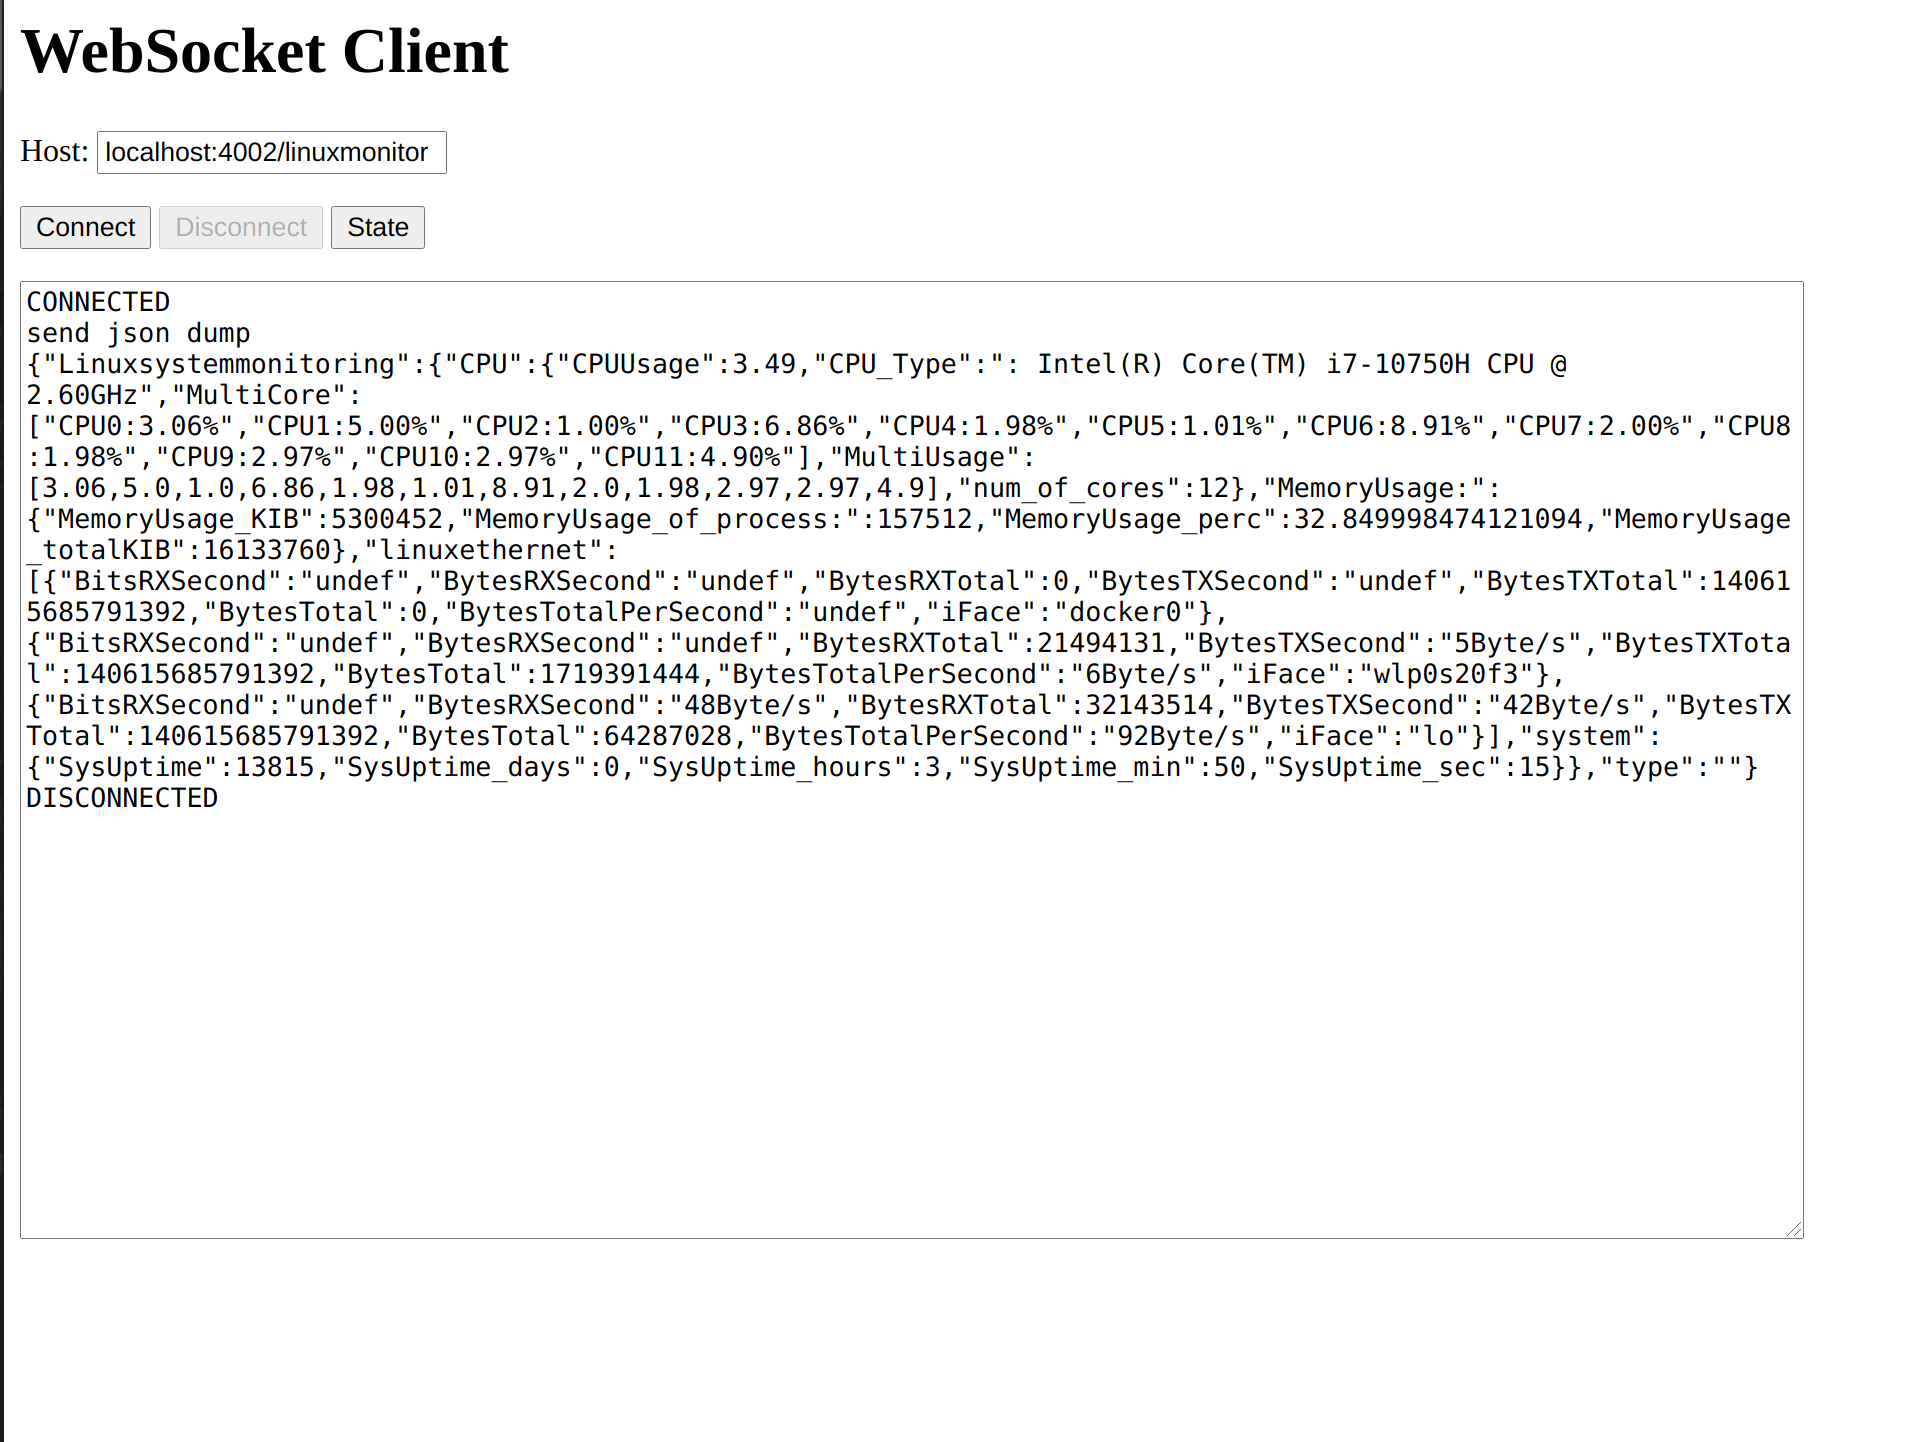 WebSocket Client
Host: localhost:4002/linuxmonitor
Connect Disconnect State
CONNECTED
send json dump
{"Linuxsystemmonitoring":{"CPU":{"CPUUsage":3.49,"CPU_Type":": Intel(R) Core(TM) i7-10750H CPU @
2.60GHz","MultiCore":
["CPU0:3.06%","CPU1:5.00%","CPU2:1.00%","CPU3:6.86%","CPU4:1.98%","CPU5:1.01%","CPU6:8.91%","CPU7:2.00%","CPU8
:1.98%","CPU9:2.97%","CPU10:2.97%","CPU11:4.90%"],"MultiUsage":
[3.06,5.0,1.0,6.86,1.98,1.01,8.91,2.0,1.98,2.97,2.97,4.9],"num_of_cores":12},"MemoryUsage:":
{"MemoryUsage_KIB":5300452,"MemoryUsage_of_process:":157512,"MemoryUsage_perc":32.849998474121094,"MemoryUsage
_totalKIB":16133760},"linuxethernet":
[{"BitsRXSecond":"undef","BytesRXSecond":"undef","BytesRXTotal":0,"BytesTXSecond":"undef","BytesTXTotal":14061
5685791392,"BytesTotal":0,"BytesTotalPerSecond":"undef","iFace":"docker0"},
{"BitsRXSecond":"undef","BytesRXSecond":"undef","BytesRXTotal":21494131,"BytesTXSecond":"5Byte/s","BytesTXTota
l":140615685791392,"BytesTotal":1719391444,"BytesTotalPerSecond":"6Byte/s","iFace":"wlp0s20f3"},
{"BitsRXSecond":"undef","BytesRXSecond":"48Byte/s","BytesRXTotal":32143514,"BytesTXSecond":"42Byte/s","BytesTX
Total":140615685791392,"BytesTotal":64287028,"BytesTotalPerSecond":"92Byte/s","iFace":"lo"}],"system":
{"SysUptime":13815,"SysUptime_days":0,"SysUptime_hours":3,"SysUptime_min":50,"SysUptime_sec":15}},"type":""}
DISCONNECTED